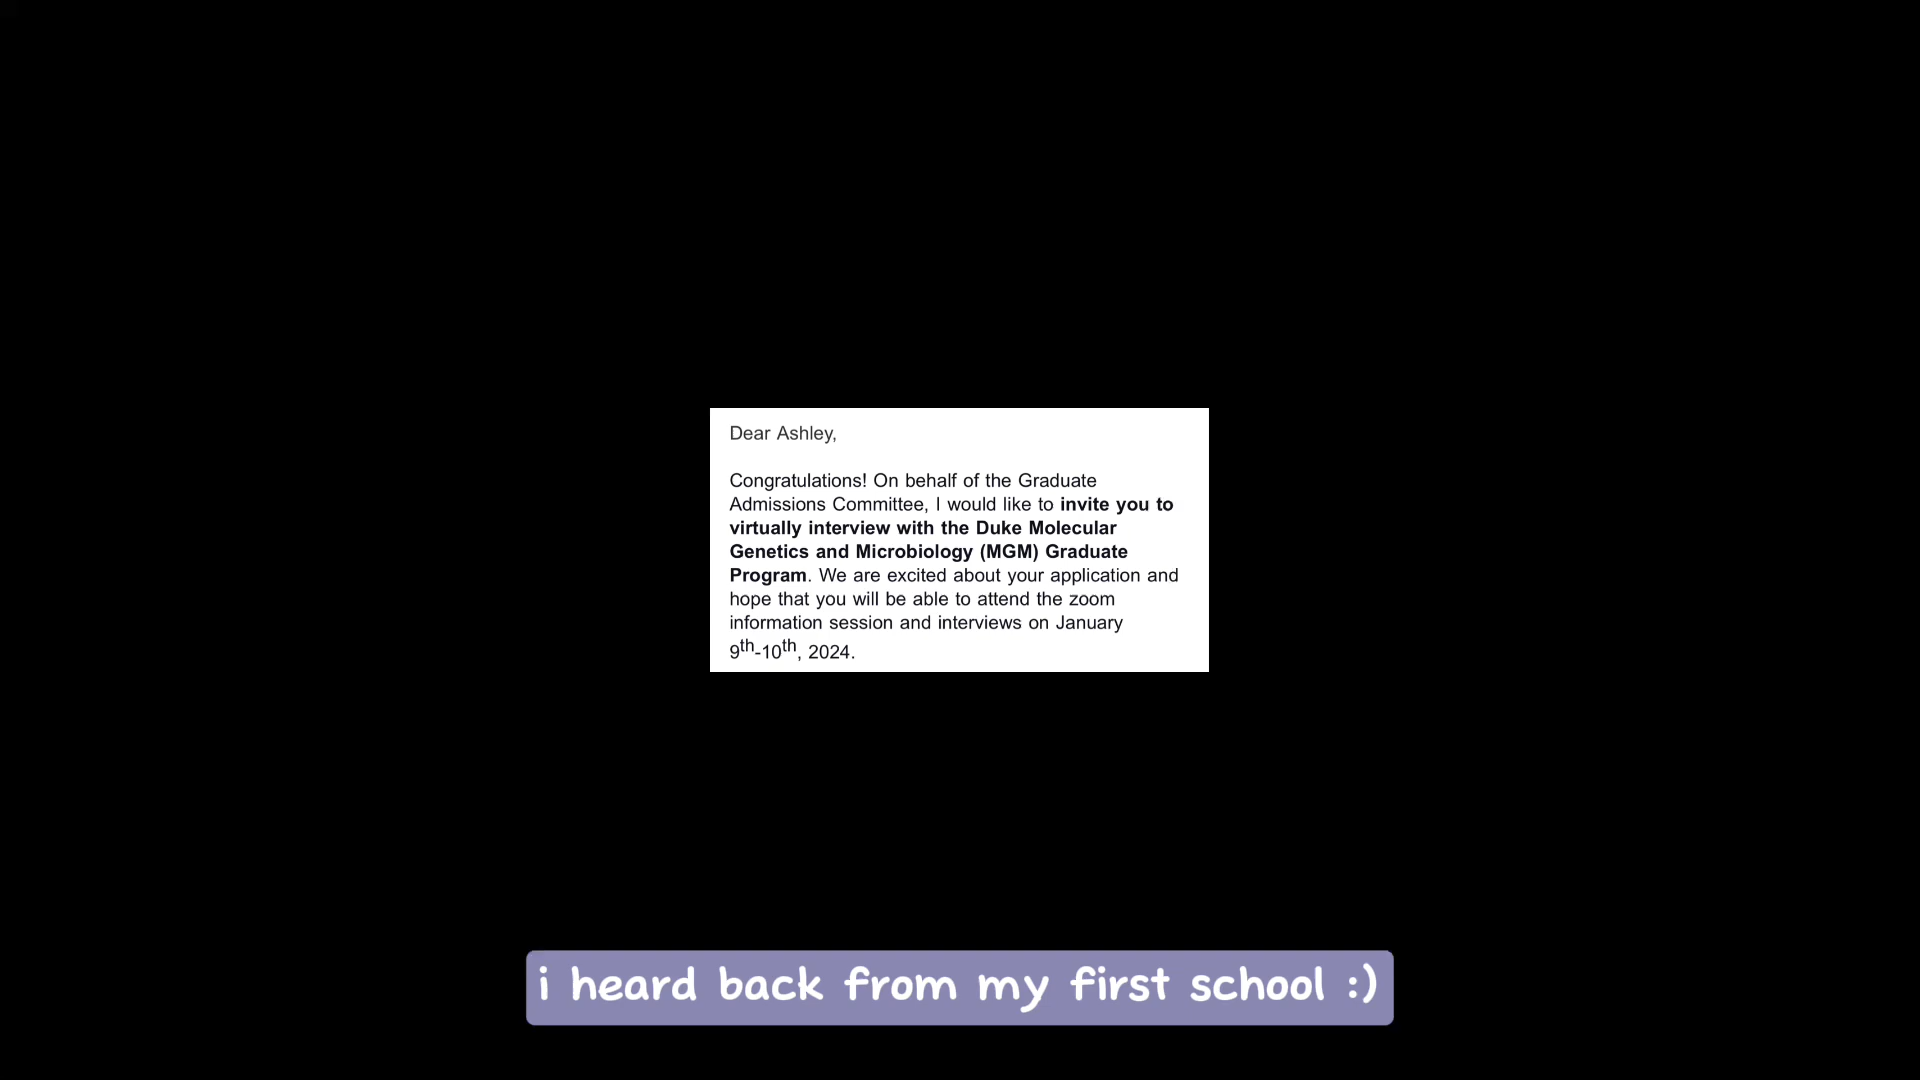 Dear Ashley,
Congratulations! On behalf of the Graduate
Admissions Committee, I would like to invite you to
virtually interview with the Duke Molecular
Genetics and Microbiology (MGM) Graduate
Program. We are excited about your application and
hope that you will be able to attend the zoom
information session and interviews on January
9th-10th, 2024.
i heard back from my first school :)